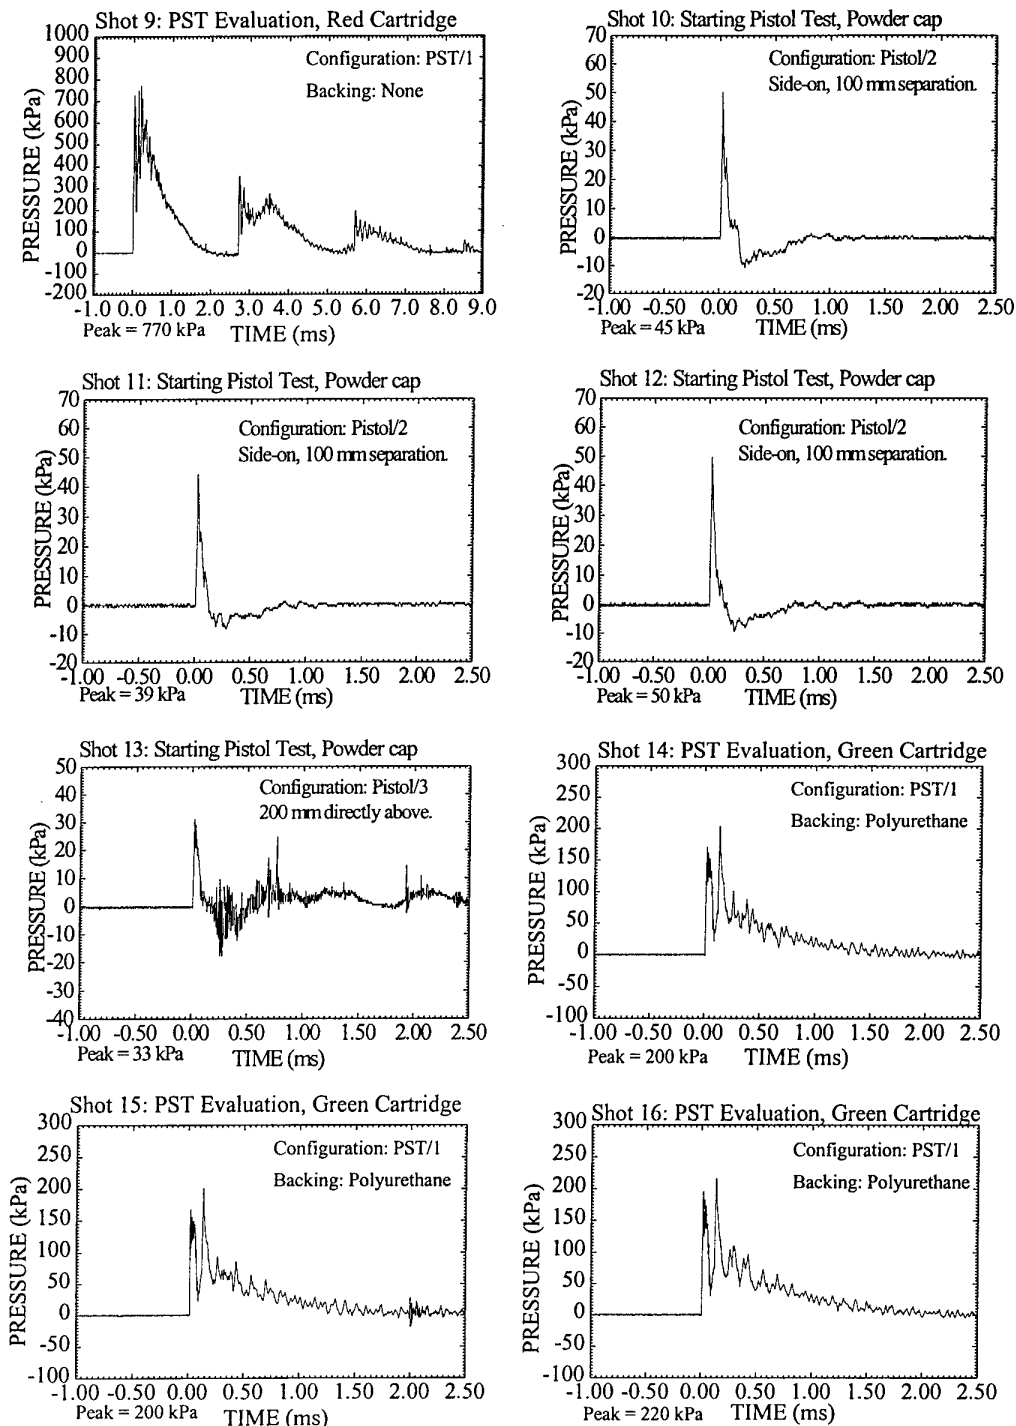 Shot 9: PST Evaluation, Red Cartridge
1000
900
800
700
600
500
400
300
200
100
0
-100
-200
PRESSURE (kPa)
Configuration: PST/1
Backing: None
-1.0 0.0 1.0 2.0 3.0 4.0 5.0 6.0 7.0 8.0 9.0
Peak = 770 kPa TIME (ms)
Shot 10: Starting Pistol Test, Powder cap
70
60
50
40
30
20
10
0
-10
-20
PRESSURE (kPa)
Configuration: Pistol/2
Side-on, 100 mm separation.
-1.00 -0.50 0.00 0.50 1.00 1.50 2.00 2.50
Peak = 45 kPa TIME (ms)
Shot 11: Starting Pistol Test, Powder cap
70
60
50
40
30
20
10
0
-10
-20
PRESSURE (kPa)
Configuration: Pistol/2
Side-on, 100 mm separation.
-1.00 -0.50 0.00 0.50 1.00 1.50 2.00 2.50
Peak = 39 kPa TIME (ms)
Shot 12: Starting Pistol Test, Powder cap
70
60
50
40
30
20
10
0
-10
-20
PRESSURE (kPa)
Configuration: Pistol/2
Side-on, 100 mm separation.
-1.00 -0.50 0.00 0.50 1.00 1.50 2.00 2.50
Peak = 50 kPa TIME (ms)
Shot 13: Starting Pistol Test, Powder cap
50
40
30
20
10
0
-10
-20
-30
-40
PRESSURE (kPa)
Configuration: Pistol/3
200 mm directly above.
-1.00 -0.50 0.00 0.50 1.00 1.50 2.00 2.50
Peak = 33 kPa TIME (ms)
Shot 14: PST Evaluation, Green Cartridge
300
250
200
150
100
50
0
-50
-100
PRESSURE (kPa)
Configuration: PST/1
Backing: Polyurethane
-1.00 -0.50 0.00 0.50 1.00 1.50 2.00 2.50
Peak = 200 kPa TIME (ms)
Shot 15: PST Evaluation, Green Cartridge
300
250
200
150
100
50
0
-50
-100
PRESSURE (kPa)
Configuration: PST/1
Backing: Polyurethane
-1.00 -0.50 0.00 0.50 1.00 1.50 2.00 2.50
Peak = 200 kPa TIME (ms)
Shot 16: PST Evaluation, Green Cartridge
300
250
200
150
100
50
0
-50
-100
PRESSURE (kPa)
Configuration: PST/1
Backing: Polyurethane
-1.00 -0.50 0.00 0.50 1.00 1.50 2.00 2.50
Peak = 220 kPa TIME (ms)